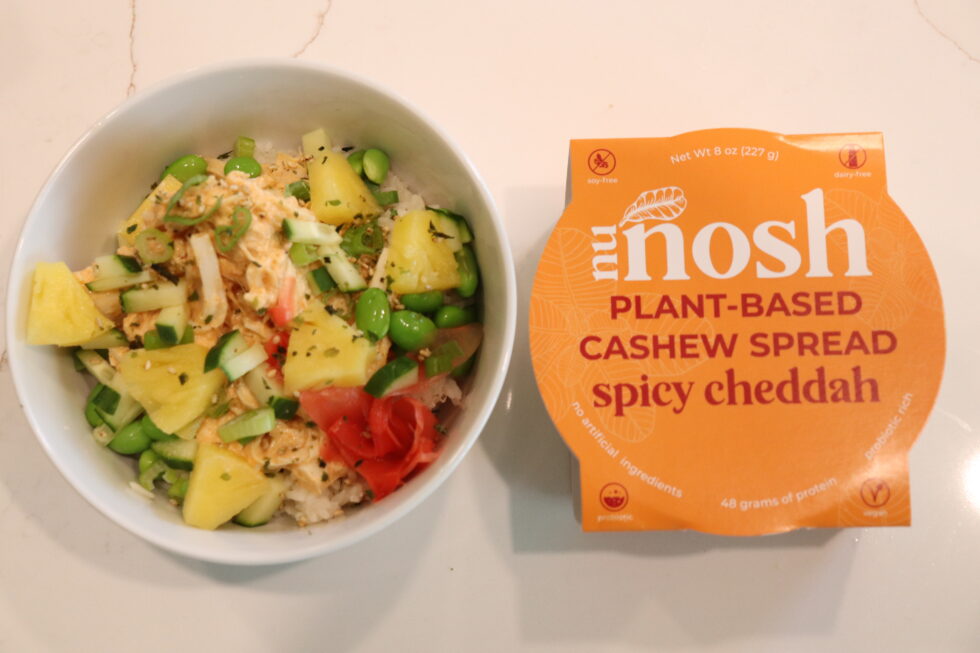 Net Wt 8 oz (227 g)
soy-free
dairy-free
nu
nosh
PLANT-BASED
CASHEW SPREAD
spicy cheddah
no artificial ingredients
48 grams of protein
prebiotic rich
probiotic
vegan